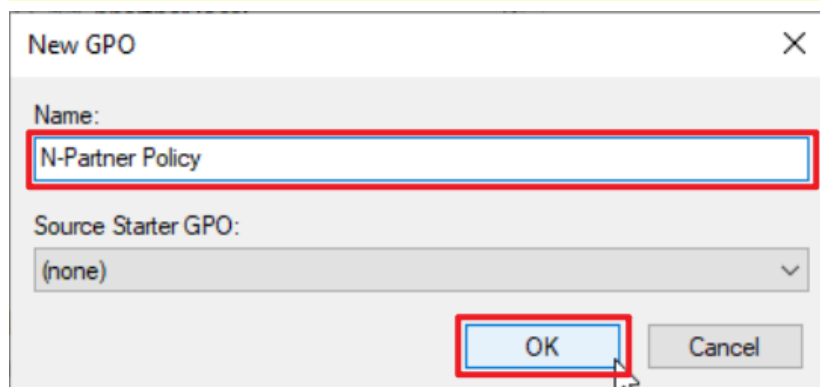 New GPO
Name:
N-Partner Policy
Source Starter GPO:
(none)
OK Cancel